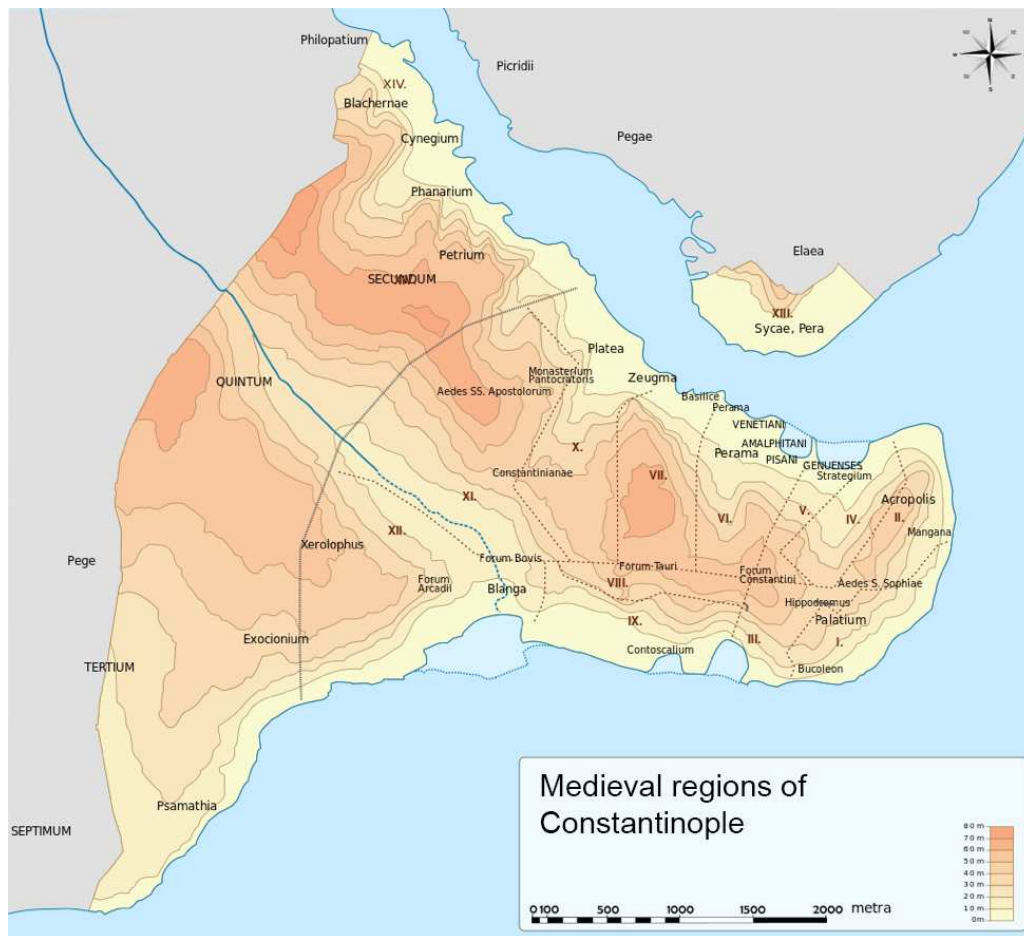 Philopatium
Picridii
XIV.
Blachernae
Pegae
Cynegium
Phanarium
Elaea
Petrium
SECUNDUM
XIII.
Sycae, Pera
Platea
QUINTUM
Monasterium
Pantocratoris
Zeugma
Aedes SS. Apostolorum
Basilice
Perama
VENETIANI
AMALPHITANI
X.
Perama
PISANI
GENUENSES
Constantinianae
VII.
Strategium
XI.
Acropolis
V.
VI.
IV.
II.
XII.
Mangana
Xerolophus
Pege
Forum Bovis
Forum Tauri
Forum
Constantini
Forum
Arcadii
VIII.
Aedes S. Sophiae
Blanga
Hippodromus
IX.
Palatium
Exocionium
III.
I.
Contoscalium
TERTIUM
Bucoleon
Psamathia
SEPTIMUM
Medieval regions of
Constantinople
80 m
70 m
60 m
50 m
40 m
30 m
20 m
10 m
0 m
0 100 500 1000 1500 2000 metra